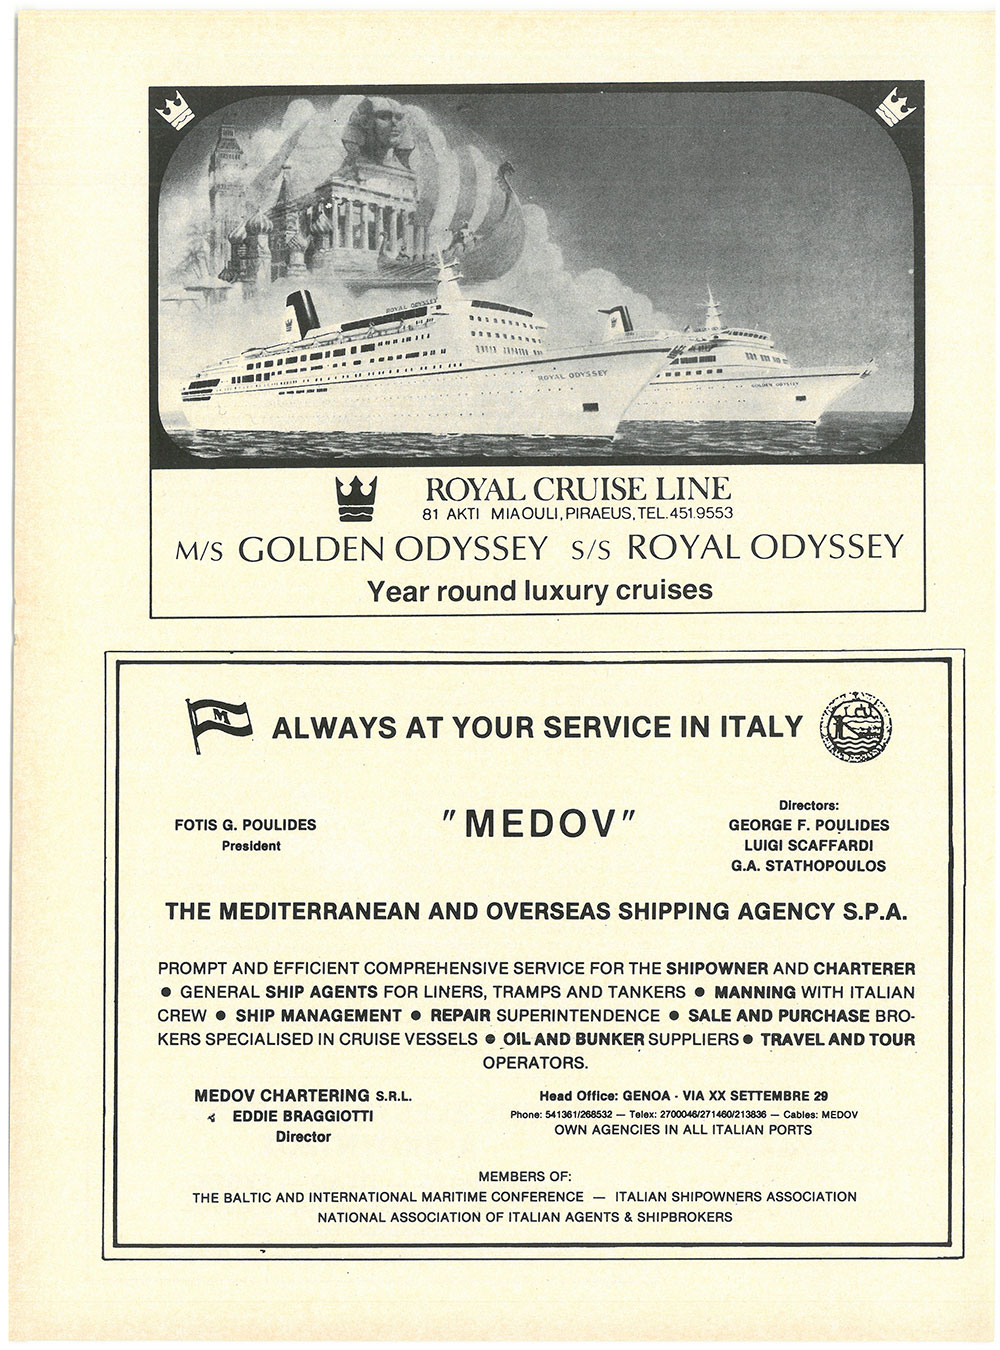 ROYAL ODYSSEY
ROYAL ODYSSEY
GOLDEN ODYSSEY
ROYAL CRUISE LINE
81 AKTI MIAOULI, PIRAEUS, TEL. 451.9553
M/S GOLDEN ODYSSEY S/S ROYAL ODYSSEY
Year round luxury cruises
M
ALWAYS AT YOUR SERVICE IN ITALY
FOTIS G. POULIDES
President
"MEDOV"
Directors:
GEORGE F. POULIDES
LUIGI SCAFFARDI
G.A. STATHOPOULOS
THE MEDITERRANEAN AND OVERSEAS SHIPPING AGENCY S.P.A.
PROMPT AND EFFICIENT COMPREHENSIVE SERVICE FOR THE SHIPOWNER AND CHARTERER
● GENERAL SHIP AGENTS FOR LINERS, TRAMPS AND TANKERS ● MANNING WITH ITALIAN
CREW ● SHIP MANAGEMENT ● REPAIR SUPERINTENDENCE ● SALE AND PURCHASE BRO-
KERS SPECIALISED IN CRUISE VESSELS ● OIL AND BUNKER SUPPLIERS ● TRAVEL AND TOUR
OPERATORS.
MEDOV CHARTERING S.R.L.
EDDIE BRAGGIOTTI
Director
Head Office: GENOA - VIA XX SETTEMBRE 29
Phone: 541361/268532 — Telex: 2700046/271460/213836 — Cables: MEDOV
OWN AGENCIES IN ALL ITALIAN PORTS
MEMBERS OF:
THE BALTIC AND INTERNATIONAL MARITIME CONFERENCE — ITALIAN SHIPOWNERS ASSOCIATION
NATIONAL ASSOCIATION OF ITALIAN AGENTS & SHIPBROKERS